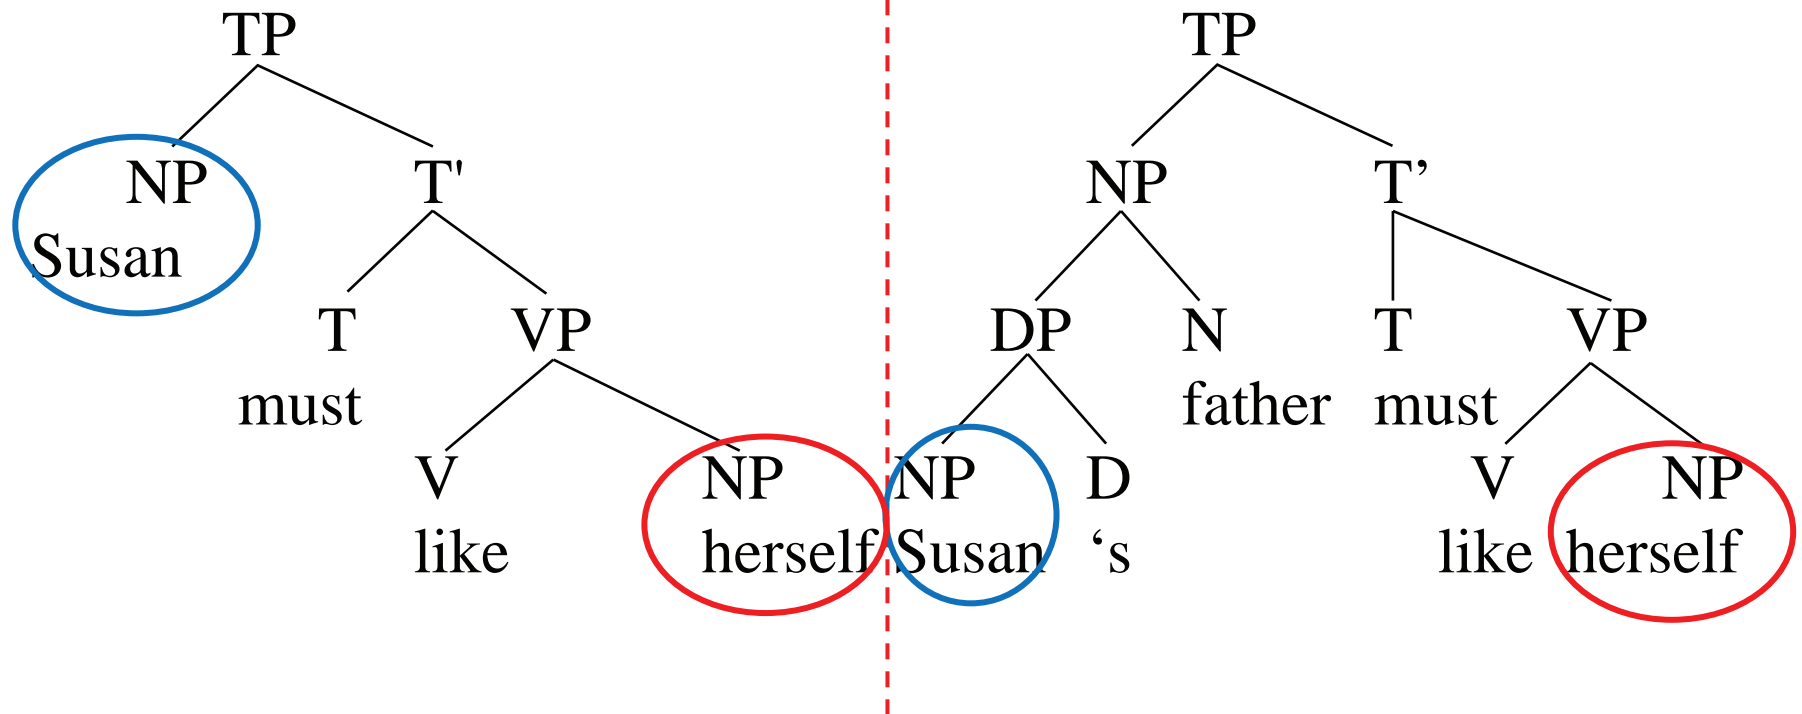 TP
NP T'
Susan
T VP
must
V NP
like herself
TP
NP T’
DP N T VP
father must
NP D V NP
Susan ‘s like herself